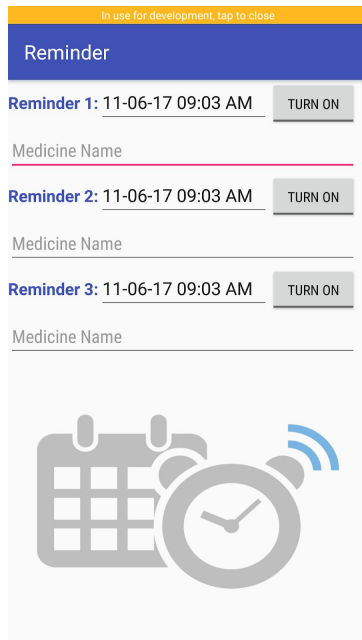 In use for development, tap to close
Reminder
Reminder 1: 11-06-17 09:03 AM TURN ON
Medicine Name
Reminder 2: 11-06-17 09:03 AM TURN ON
Medicine Name
Reminder 3: 11-06-17 09:03 AM TURN ON
Medicine Name